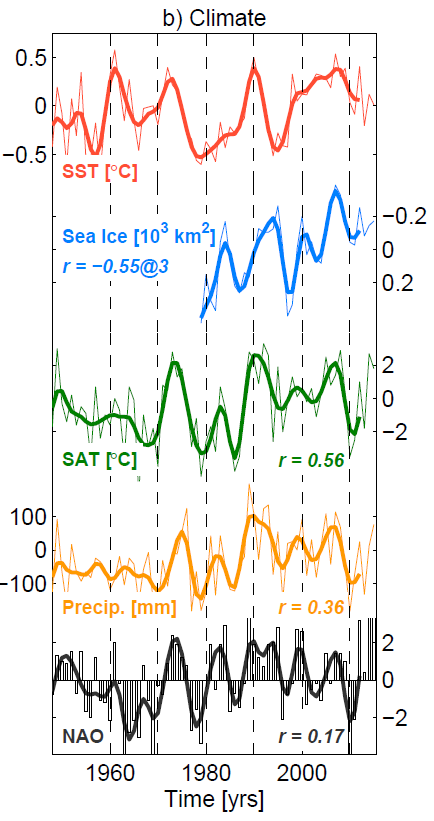 b) Climate
0.5
0
−0.5
SST [°C]
Sea Ice [10³ km²]
r = −0.55@3
−0.2
0
0.2
2
0
−2
SAT [°C]
r = 0.56
100
0
−100
Precip. [mm]
r = 0.36
2
0
−2
NAO
r = 0.17
1960
1980
2000
Time [yrs]